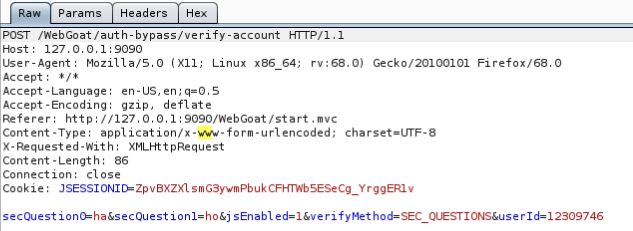 Raw Params Headers Hex
POST /WebGoat/auth-bypass/verify-account HTTP/1.1
Host: 127.0.0.1:9090
User-Agent: Mozilla/5.0 (X11; Linux x86_64; rv:68.0) Gecko/20100101 Firefox/68.0
Accept: */*
Accept-Language: en-US,en;q=0.5
Accept-Encoding: gzip, deflate
Referer: http://127.0.0.1:9090/WebGoat/start.mvc
Content-Type: application/x-www-form-urlencoded; charset=UTF-8
X-Requested-With: XMLHttpRequest
Content-Length: 86
Connection: close
Cookie: JSESSIONID=ZpvBXZXlsmG3ywmPbukCFHTWb5ESeCg_YrggER1v
secQuestion0=ha&secQuestion1=ho&jsEnabled=1&verifyMethod=SEC_QUESTIONS&userId=12309746